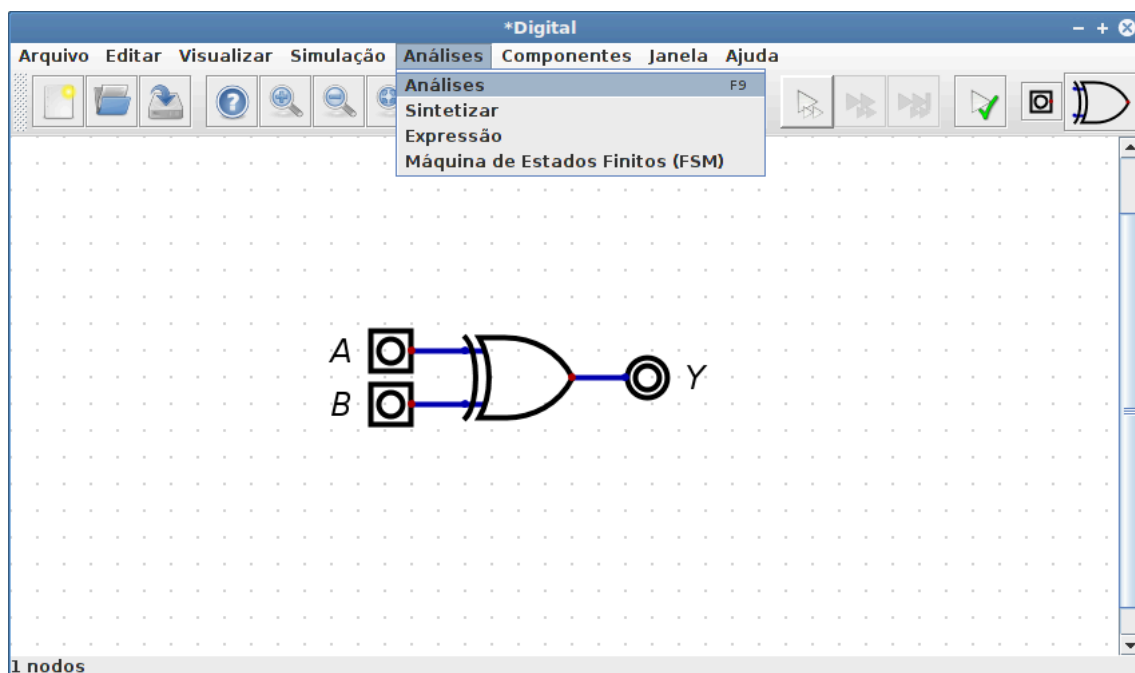 *Digital
Arquivo Editar Visualizar Simulação Análises Componentes Janela Ajuda
Análises F9
Sintetizar
Expressão
Máquina de Estados Finitos (FSM)
A
B
Y
1 nodos